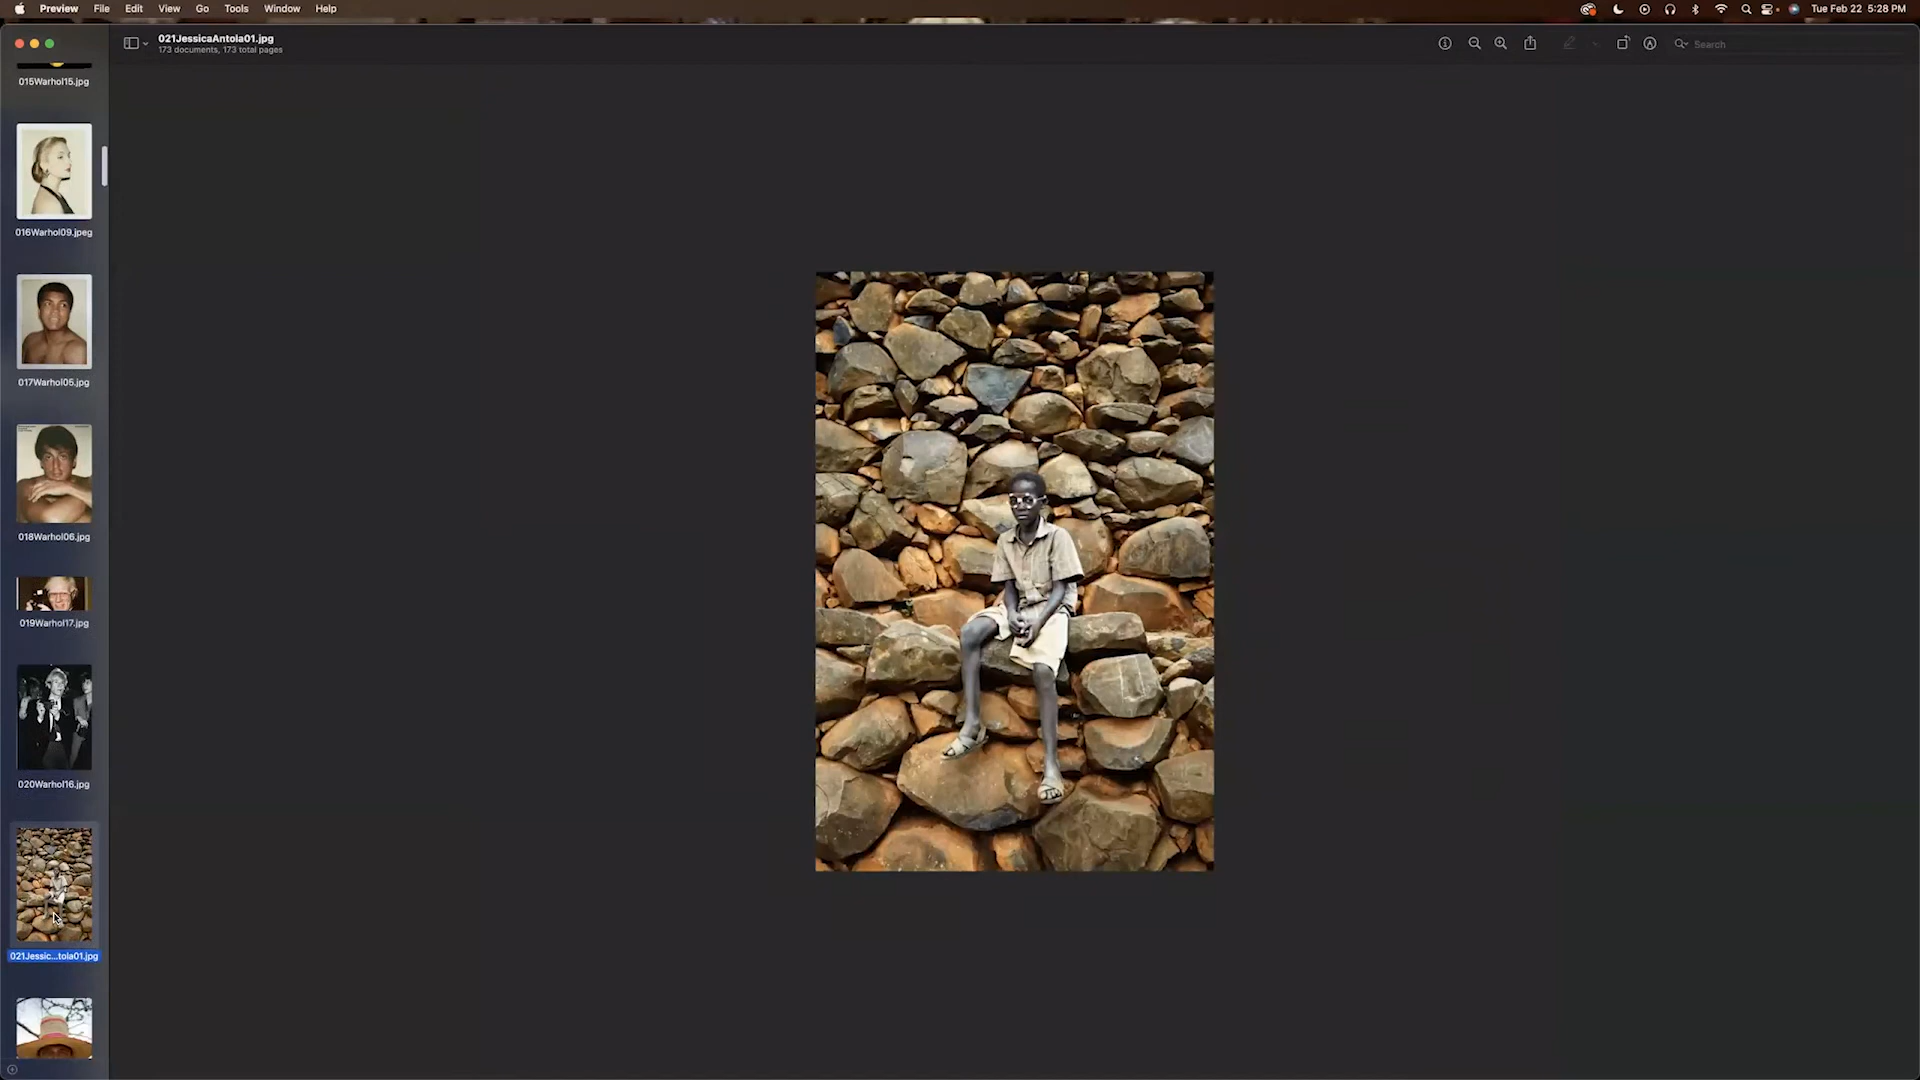 Preview File Edit View Go Tools Window Help
Tue Feb 22 5:28 PM
021JessicaAntola01.jpg
173 documents, 173 total pages
Search
015Warhol15.jpg
016Warhol09.jpeg
017Warhol05.jpg
018Warhol06.jpg
019Warhol17.jpg
020Warhol16.jpg
021Jessic...tola01.jpg